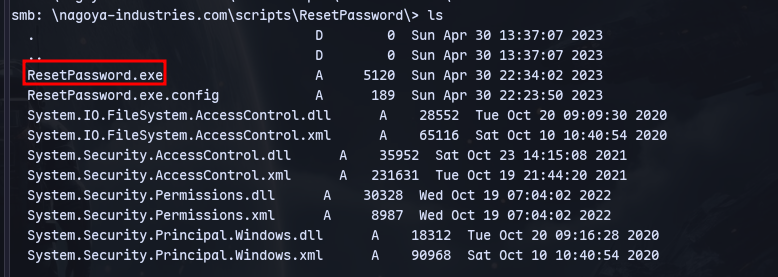 smb: \nagoya-industries.com\scripts\ResetPassword\> ls
. D 0 Sun Apr 30 13:37:07 2023
.. D 0 Sun Apr 30 13:37:07 2023
ResetPassword.exe A 5120 Sun Apr 30 22:34:02 2023
ResetPassword.exe.config A 189 Sun Apr 30 22:23:50 2023
System.IO.FileSystem.AccessControl.dll A 28552 Tue Oct 20 09:09:30 2020
System.IO.FileSystem.AccessControl.xml A 65116 Sat Oct 10 10:40:54 2020
System.Security.AccessControl.dll A 35952 Sat Oct 23 14:15:08 2021
System.Security.AccessControl.xml A 231631 Tue Oct 19 21:44:20 2021
System.Security.Permissions.dll A 30328 Wed Oct 19 07:04:02 2022
System.Security.Permissions.xml A 8987 Wed Oct 19 07:04:02 2022
System.Security.Principal.Windows.dll A 18312 Tue Oct 20 09:16:28 2020
System.Security.Principal.Windows.xml A 90968 Sat Oct 10 10:40:54 2020